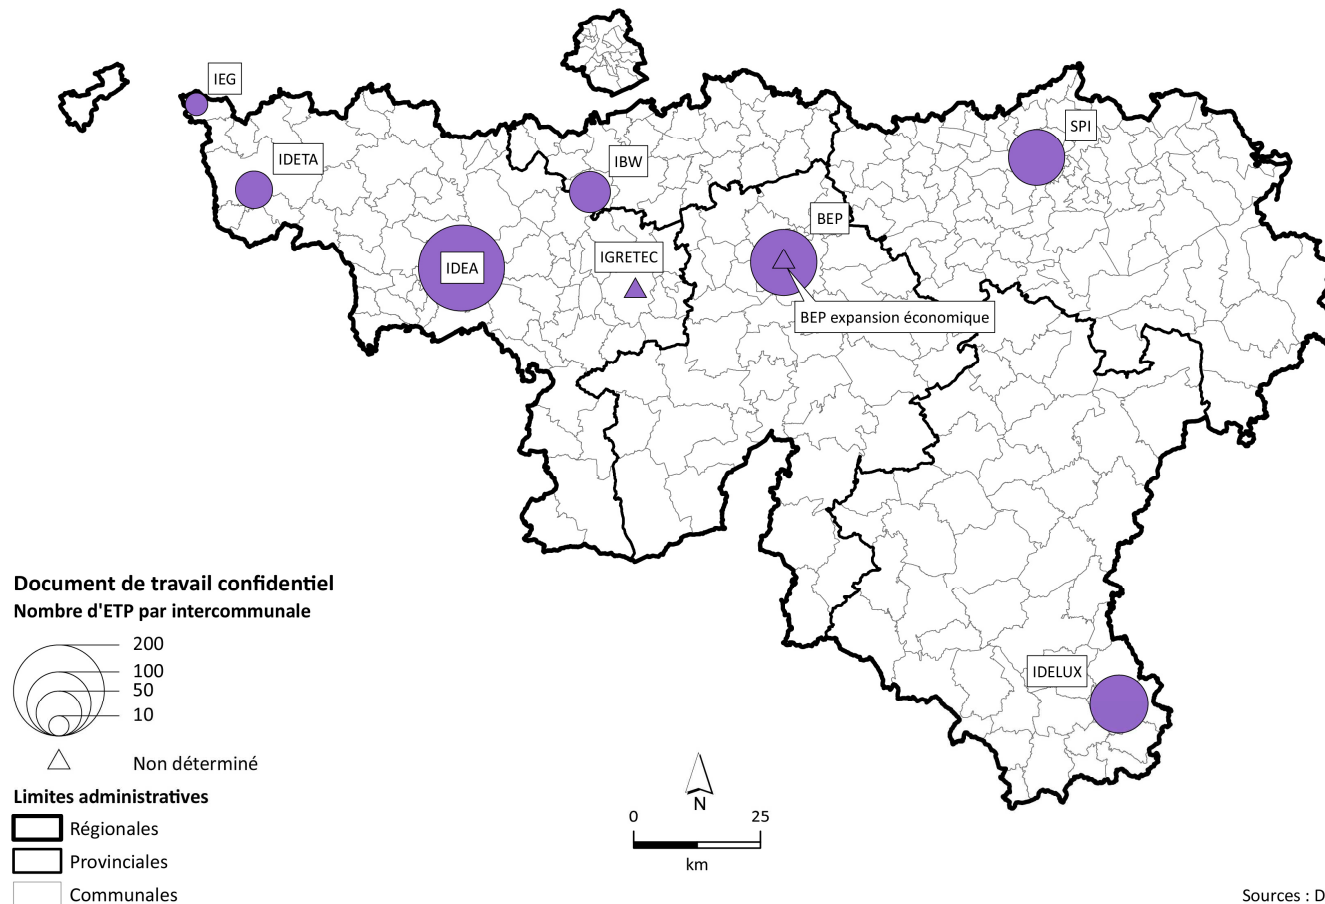 IEG
SPI
IDETA
IBW
BEP
IGRETEC
IDEA
BEP expansion économique
Document de travail confidentiel
Nombre d'ETP par intercommunale
200
100
50
10
IDELUX
Non déterminé
N
Limites administratives
0 25
Régionales
km
Provinciales
Communales
Sources : D